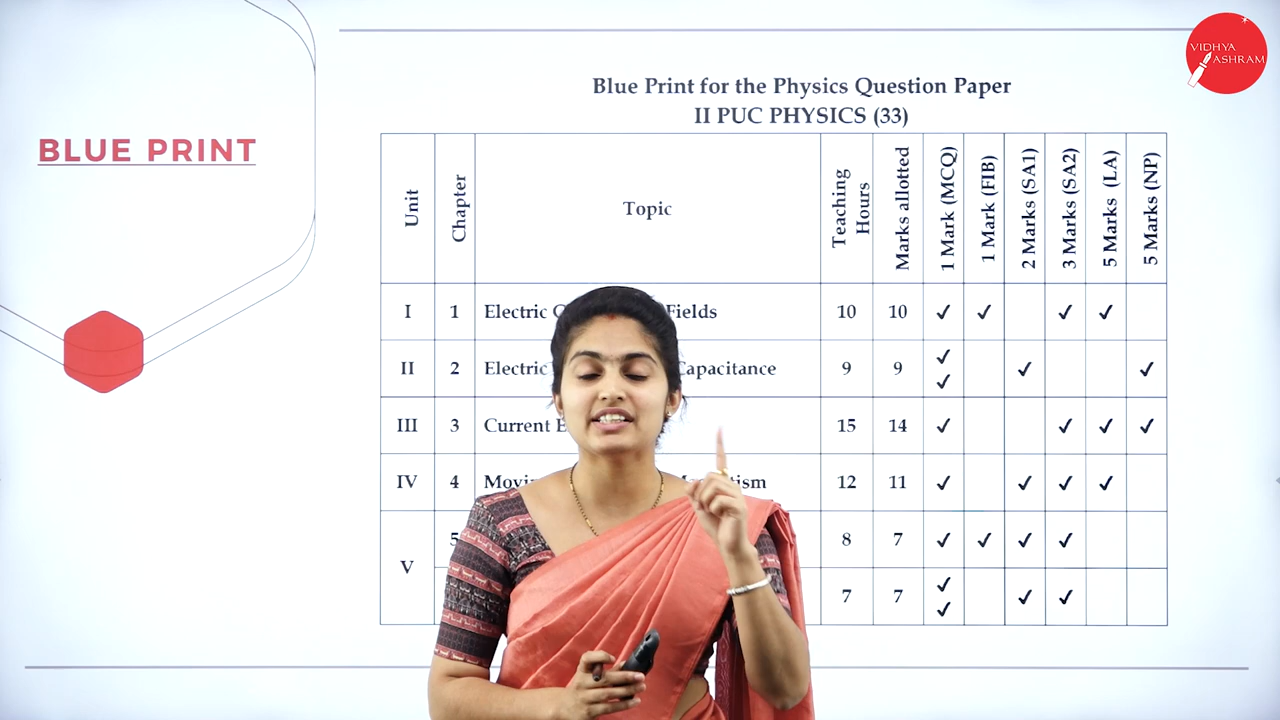 VIDHYA
ASHRAM
BLUE PRINT
Blue Print for the Physics Question Paper
II PUC PHYSICS (33)
Unit Chapter Topic Teaching Hours Marks allotted 1 Mark (MCQ) 1 Mark (FIB) 2 Marks (SA1) 3 Marks (SA2) 5 Marks (LA) 5 Marks (NP)
I 1 Electric Fields 10 10 ✓ ✓ ✓ ✓
II 2 Electric Capacitance 9 9 ✓ ✓ ✓ ✓
III 3 Current 15 14 ✓ ✓ ✓ ✓
IV 4 12 11 ✓ ✓ ✓ ✓
V 5 8 7 ✓ ✓ ✓ ✓
7 7 ✓ ✓ ✓ ✓